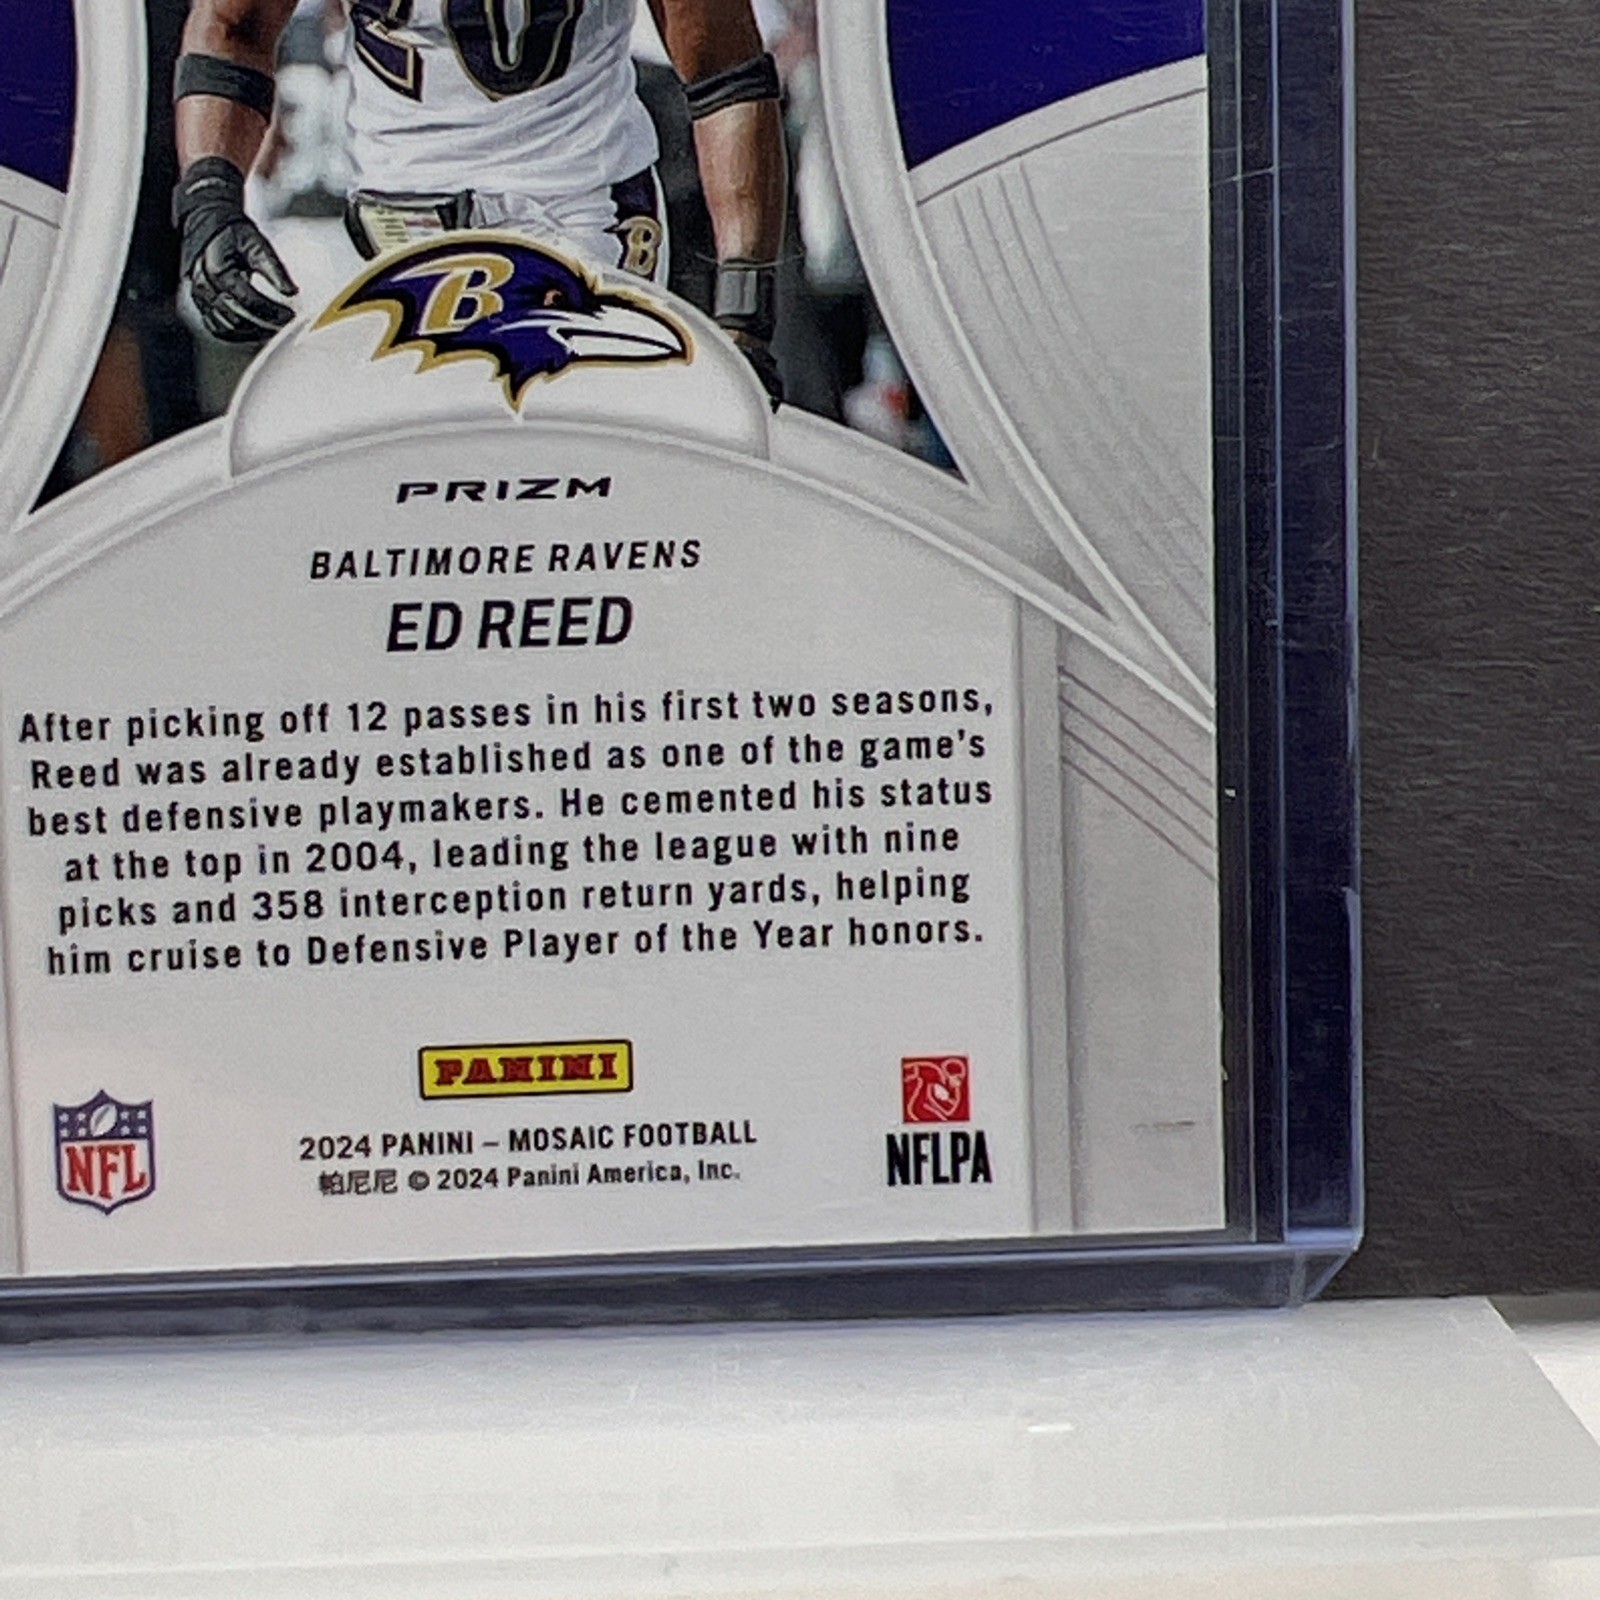 20
B
B
PRIZM
BALTIMORE RAVENS
ED REED
After picking off 12 passes in his first two seasons,
Reed was already established as one of the game's
best defensive playmakers. He cemented his status
at the top in 2004, leading the league with nine
picks and 358 interception return yards, helping
him cruise to Defensive Player of the Year honors.
PANINI
NFL
2024 PANINI – MOSAIC FOOTBALL
帕尼尼 © 2024 Panini America, Inc.
NFLPA